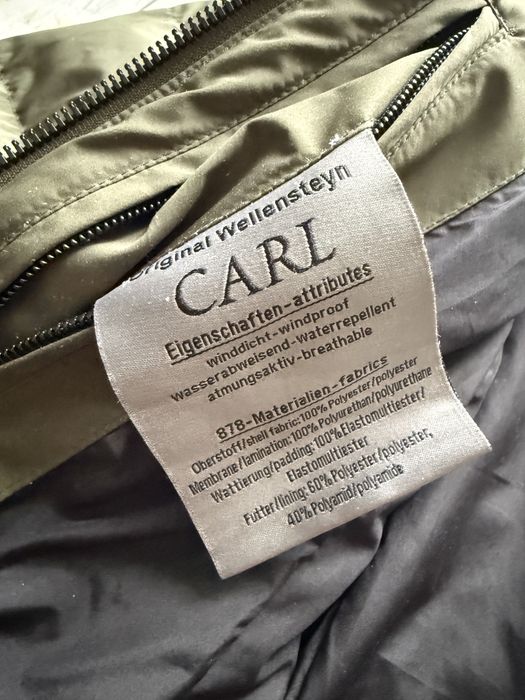 Original Wellensteyn
CARL
Eigenschaften-attributes
winddicht-windproof
wasserabweisend-waterrepellent
atmungsaktiv-breathable
878-Materialien-fabrics
Oberstoff/shell fabric:100% Polyester/polyester
Membrane/lamination:100% Polyurethan/polyurethane
Wattierung/padding:100% Elastomultiester/
Elastomultiester
Futter/lining: 60% Polyester/polyester,
40% Polyamid/polyamide